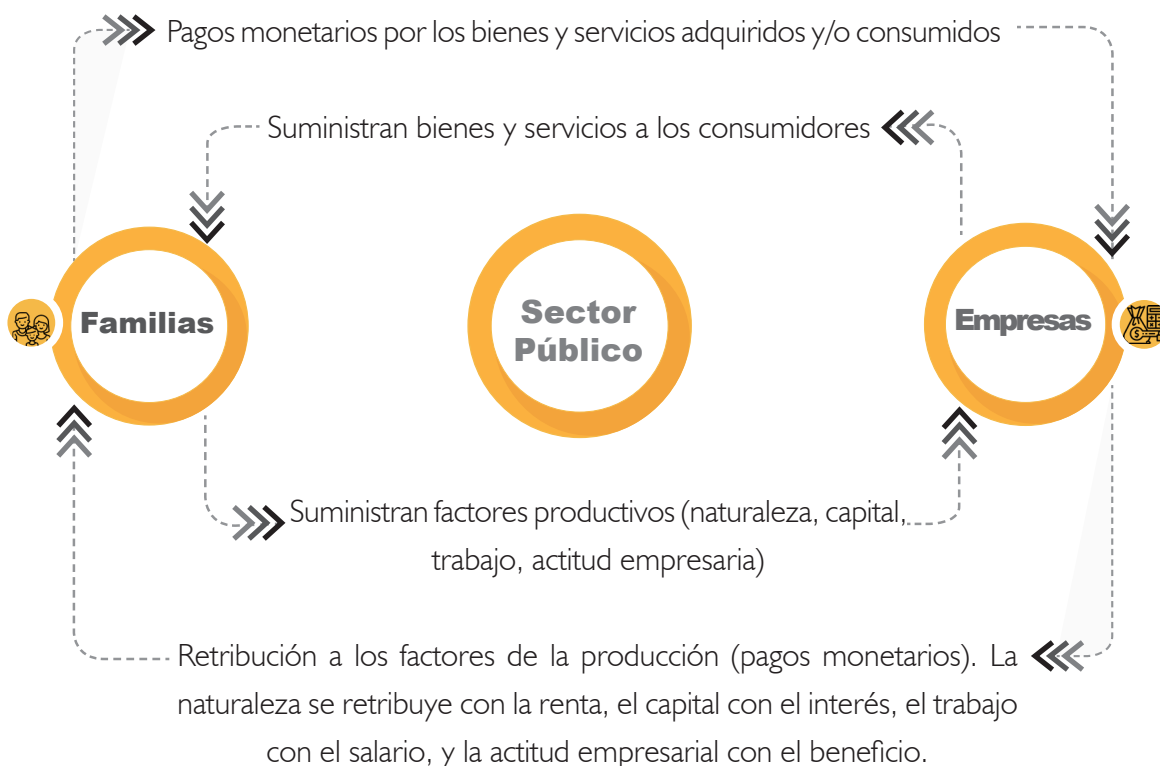 Pagos monetarios por los bienes y servicios adquiridos y/o consumidos
Suministran bienes y servicios a los consumidores
Familias
Sector
Público
Empresas
Suministran factores productivos (naturaleza, capital,
trabajo, actitud empresaria)
Retribución a los factores de la producción (pagos monetarios). La
naturaleza se retribuye con la renta, el capital con el interés, el trabajo
con el salario, y la actitud empresarial con el beneficio.